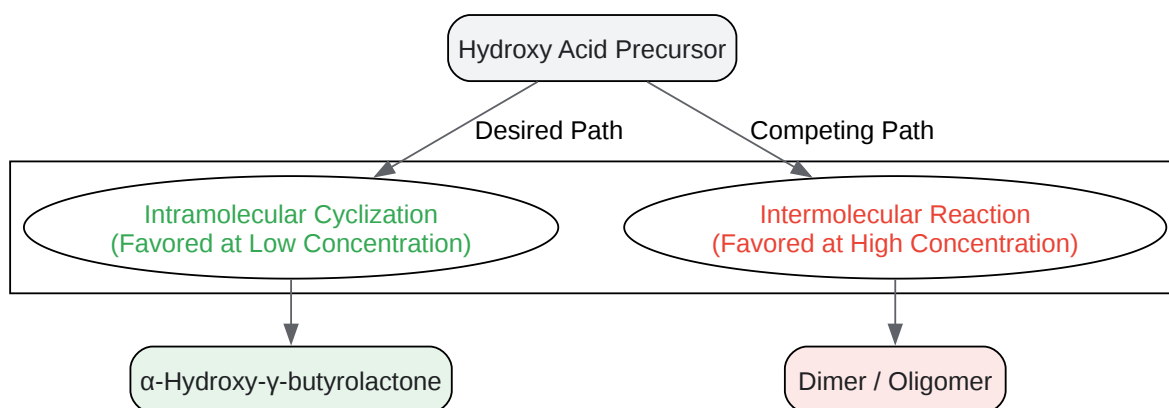 Hydroxy Acid Precursor
Desired Path
Competing Path
Intramolecular Cyclization
(Favored at Low Concentration)
Intermolecular Reaction
(Favored at High Concentration)
α-Hydroxy-γ-butyrolactone
Dimer / Oligomer